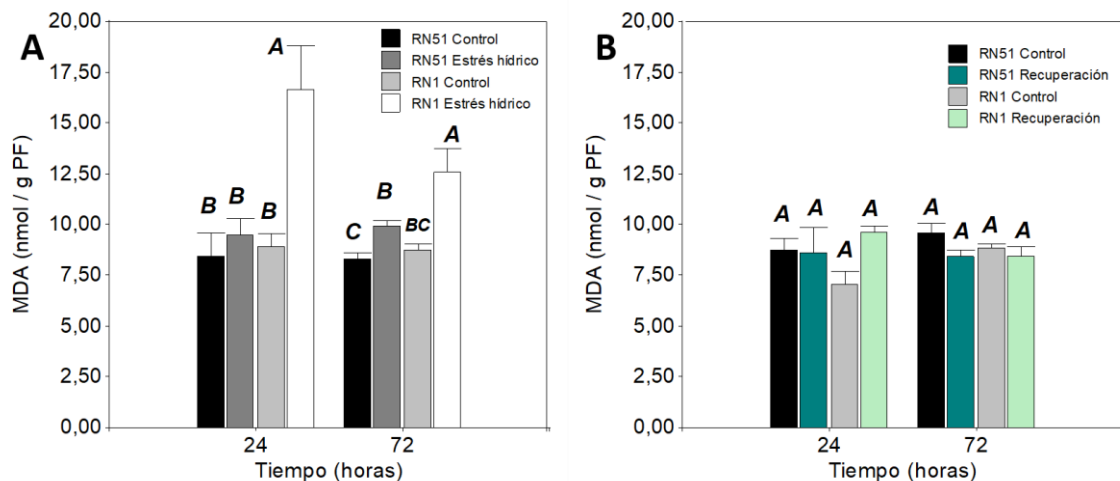 A
20,00
17,50
15,00
12,50
10,00
7,50
5,00
2,50
0,00
MDA (nmol / g PF)
RN51 Control
RN51 Estrés hídrico
RN1 Control
RN1 Estrés hídrico
B
B
B
A
C
B
BC
A
24
72
Tiempo (horas)
B
20,00
17,50
15,00
12,50
10,00
7,50
5,00
2,50
0,00
MDA (nmol / g PF)
RN51 Control
RN51 Recuperación
RN1 Control
RN1 Recuperación
A
A
A
A
A
A
A
A
24
72
Tiempo (horas)